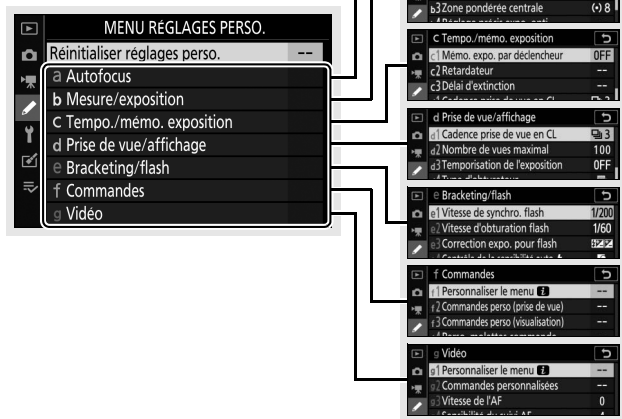 MENU RÉGLAGES PERSO.
Réinitialiser réglages perso. --
a Autofocus
b Mesure/exposition
c Tempo./mémo. exposition
d Prise de vue/affichage
e Bracketing/flash
f Commandes
g Vidéo
b3 Zone pondérée centrale (•) 8
c Tempo./mémo. exposition
c1 Mémo. expo. par déclencheur OFF
c2 Retardateur --
c3 Délai d'extinction --
d Prise de vue/affichage
d1 Cadence prise de vue en CL 3
d2 Nombre de vues maximal 100
d3 Temporisation de l'exposition OFF
e Bracketing/flash
e1 Vitesse de synchro. flash 1/200
e2 Vitesse d'obturation flash 1/60
e3 Correction expo. pour flash
f Commandes
f1 Personnaliser le menu i --
f2 Commandes perso (prise de vue) --
f3 Commandes perso (visualisation) --
g Vidéo
g1 Personnaliser le menu i --
g2 Commandes personnalisées --
g3 Vitesse de l'AF 0